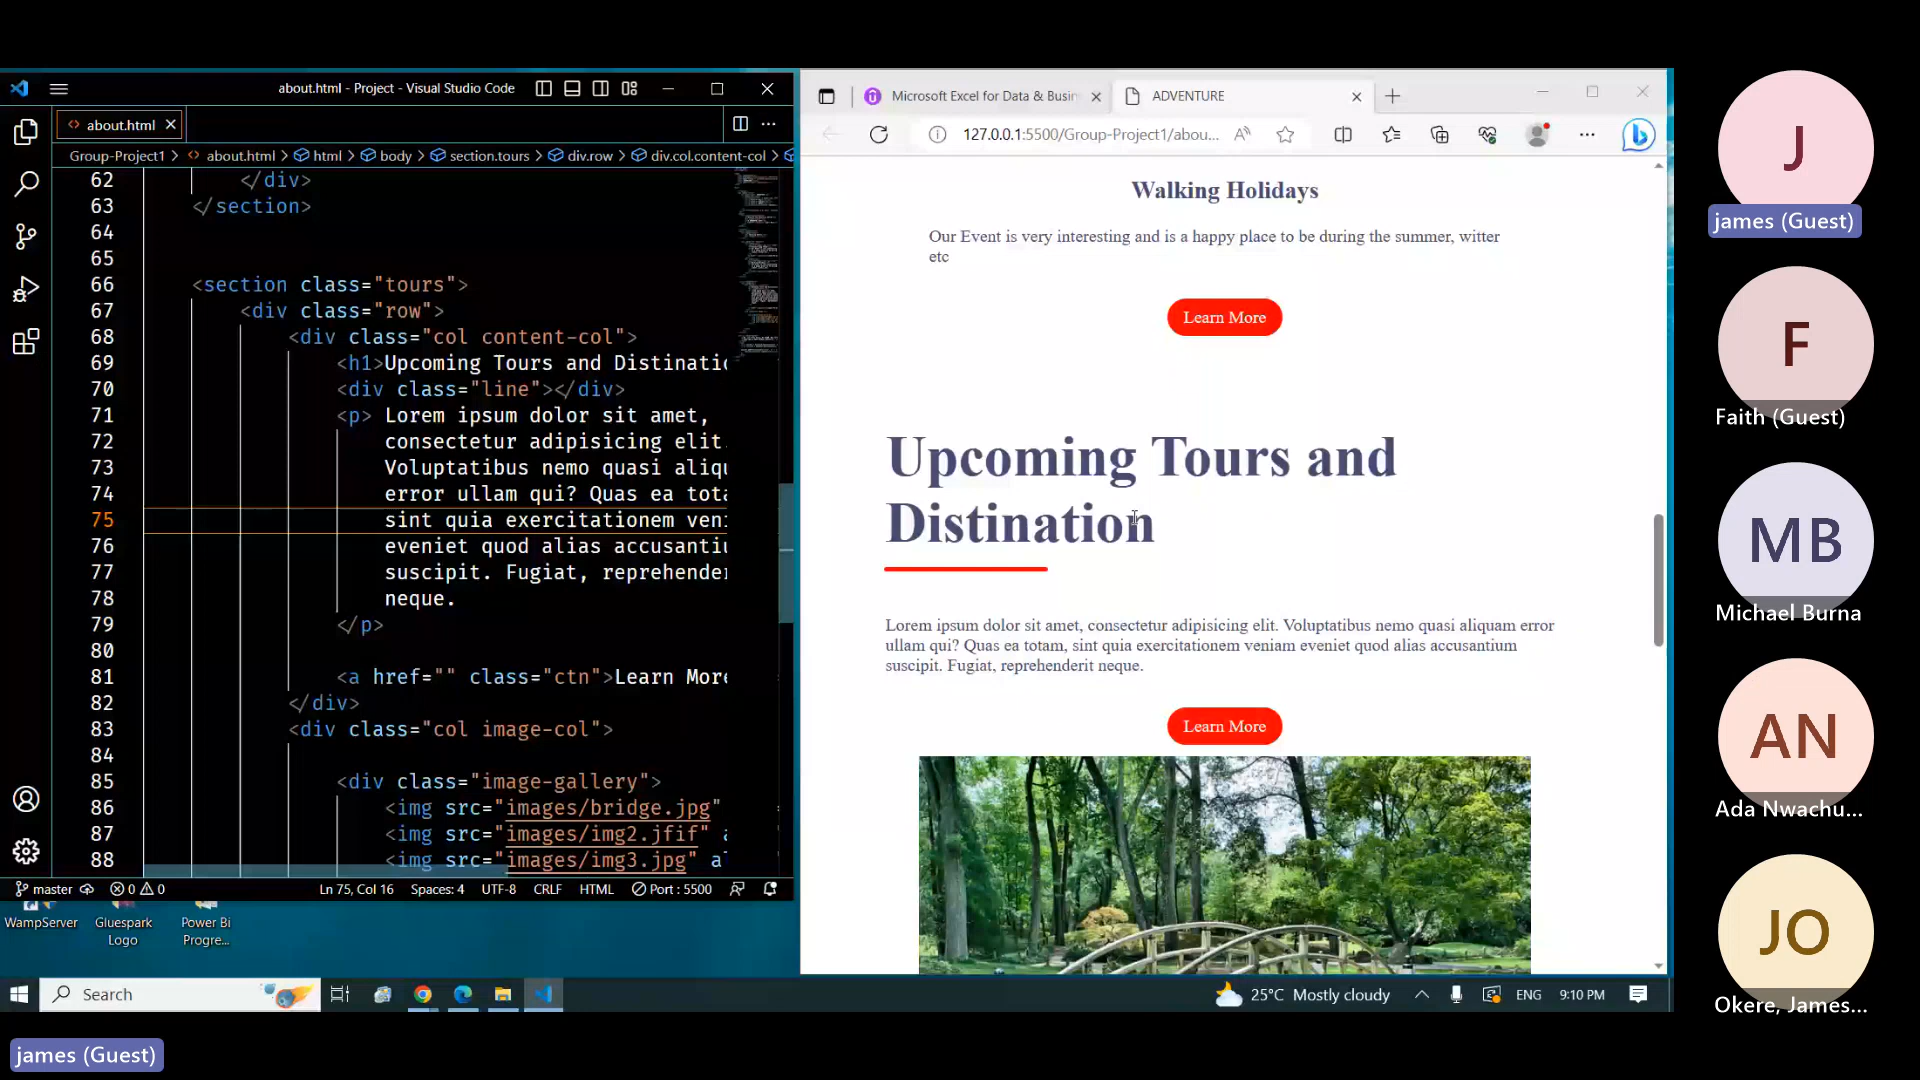 about.html - Project - Visual Studio Code
about.html
Group-Project1 > about.html > html > body > section.tours > div.row > div.col.content-col >
62 </div>
63 </section>
64
65
66 <section class="tours">
67 <div class="row">
68 <div class="col content-col">
69 <h1>Upcoming Tours and Distinatio
70 <div class="line"></div>
71 <p> Lorem ipsum dolor sit amet,
72 consectetur adipisicing elit.
73 Voluptatibus nemo quasi aliqu
74 error ullam qui? Quas ea tota
75 sint quia exercitationem veni
76 eveniet quod alias accusantiu
77 suscipit. Fugiat, reprehender
78 neque.
79 </p>
80
81 <a href="" class="ctn">Learn More
82 </div>
83 <div class="col image-col">
84
85 <div class="image-gallery">
86 <img src="images/bridge.jpg"
87 <img src="images/img2.jfif" a
88 <img src="images/img3.jpg" al
master 0 0 Ln 75, Col 16 Spaces: 4 UTF-8 CRLF HTML Port : 5500
WampServer
Gluespark
Logo
Power Bi
Progre...
Microsoft Excel for Data & Busin
ADVENTURE
127.0.0.1:5500/Group-Project1/abou...
Walking Holidays
Our Event is very interesting and is a happy place to be during the summer, witter
etc
Learn More
Upcoming Tours and
Distination
Lorem ipsum dolor sit amet, consectetur adipisicing elit. Voluptatibus nemo quasi aliquam error
ullam qui? Quas ea totam, sint quia exercitationem veniam eveniet quod alias accusantium
suscipit. Fugiat, reprehenderit neque.
Learn More
Search
25°C Mostly cloudy
ENG
9:10 PM
J
james (Guest)
F
Faith (Guest)
MB
Michael Burna
AN
Ada Nwachu...
JO
Okere, James...
james (Guest)